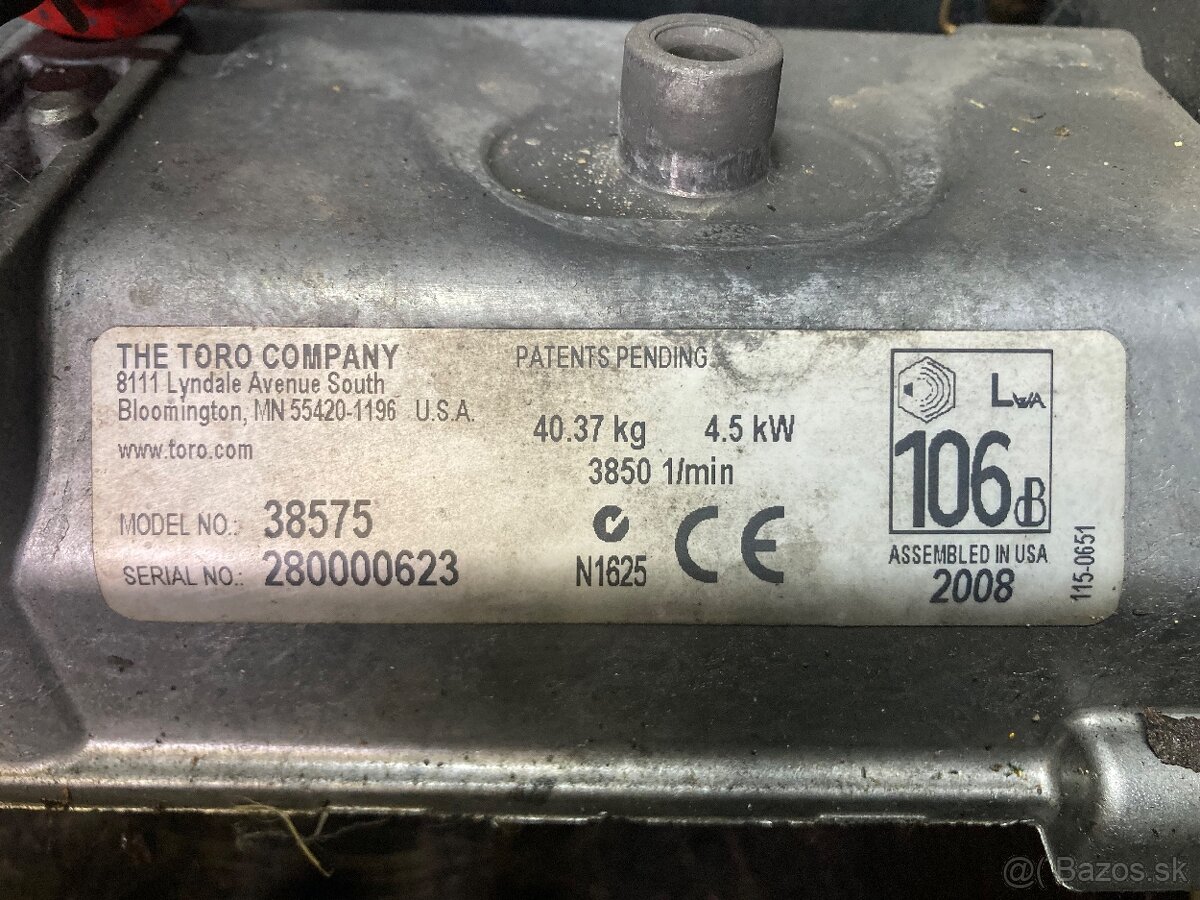 THE TORO COMPANY
8111 Lyndale Avenue South
Bloomington, MN 55420-1196 U.S.A.
www.toro.com
MODEL NO.: 38575
SERIAL NO.: 280000623
PATENTS PENDING
40.37 kg 4.5 kW
3850 1/min
N1625
CE
LWA
106dB
ASSEMBLED IN USA
2008
115-0651
@( Bazos.sk